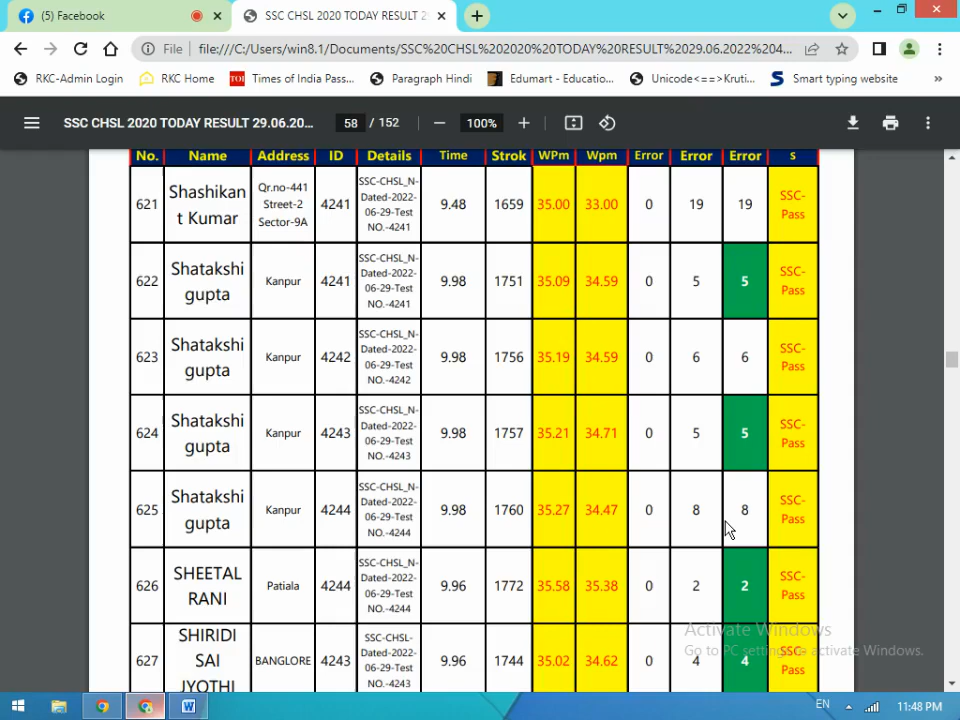 (5) Facebook
SSC CHSL 2020 TODAY RESULT 2
File
file:///C:/Users/win8.1/Documents/SSC%20CHSL%202020%20TODAY%20RESULT%2029.06.2022%204...
RKC-Admin Login
RKC Home
TOI Times of India Pass...
Paragraph Hindi
Edumart - Educatio...
Unicode<==>Kruti...
S Smart typing website
»
SSC CHSL 2020 TODAY RESULT 29.06.20...
58 / 152
100%
No. Name Address ID Details Time Strok WPm Wpm Error Error Error s
621
Shashikan
t Kumar
Qr.no-441
Street-2
Sector-9A
4241
SSC-CHSL_N-
Dated-2022-
06-29-Test
NO.-4241
9.48 1659 35.00 33.00 0 19 19
SSC-
Pass
622
Shatakshi
gupta
Kanpur
4241
SSC-CHSL_N-
Dated-2022-
06-29-Test
NO.-4241
9.98 1751 35.09 34.59 0 5 5
SSC-
Pass
623
Shatakshi
gupta
Kanpur
4242
SSC-CHSL_N-
Dated-2022-
06-29-Test
NO.-4242
9.98 1756 35.19 34.59 0 6 6
SSC-
Pass
624
Shatakshi
gupta
Kanpur
4243
SSC-CHSL_N-
Dated-2022-
06-29-Test
NO.-4243
9.98 1757 35.21 34.71 0 5 5
SSC-
Pass
625
Shatakshi
gupta
Kanpur
4244
SSC-CHSL_N-
Dated-2022-
06-29-Test
NO.-4244
9.98 1760 35.27 34.47 0 8 8
SSC-
Pass
626
SHEETAL
RANI
Patiala
4244
SSC-CHSL_N-
Dated-2022-
06-29-Test
NO.-4244
9.96 1772 35.58 35.38 0 2 2
SSC-
Pass
627
SHIRIDI
SAI
JYOTHI
BANGLORE
4243
SSC-CHSL-
Dated-2022-
06-29-Test
NO.-4243
9.96 1744 35.02 34.62 0 4 4
SSC-
Pass
Activate Windows
Go to PC settings to activate Windows.
EN
11:48 PM